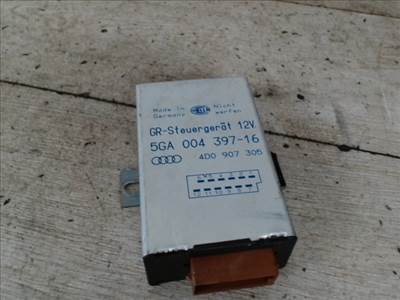 Made in Nicht
Germany werfen
GR-Steuergerät 12V
5GA 004 397-16
4D0 907 305